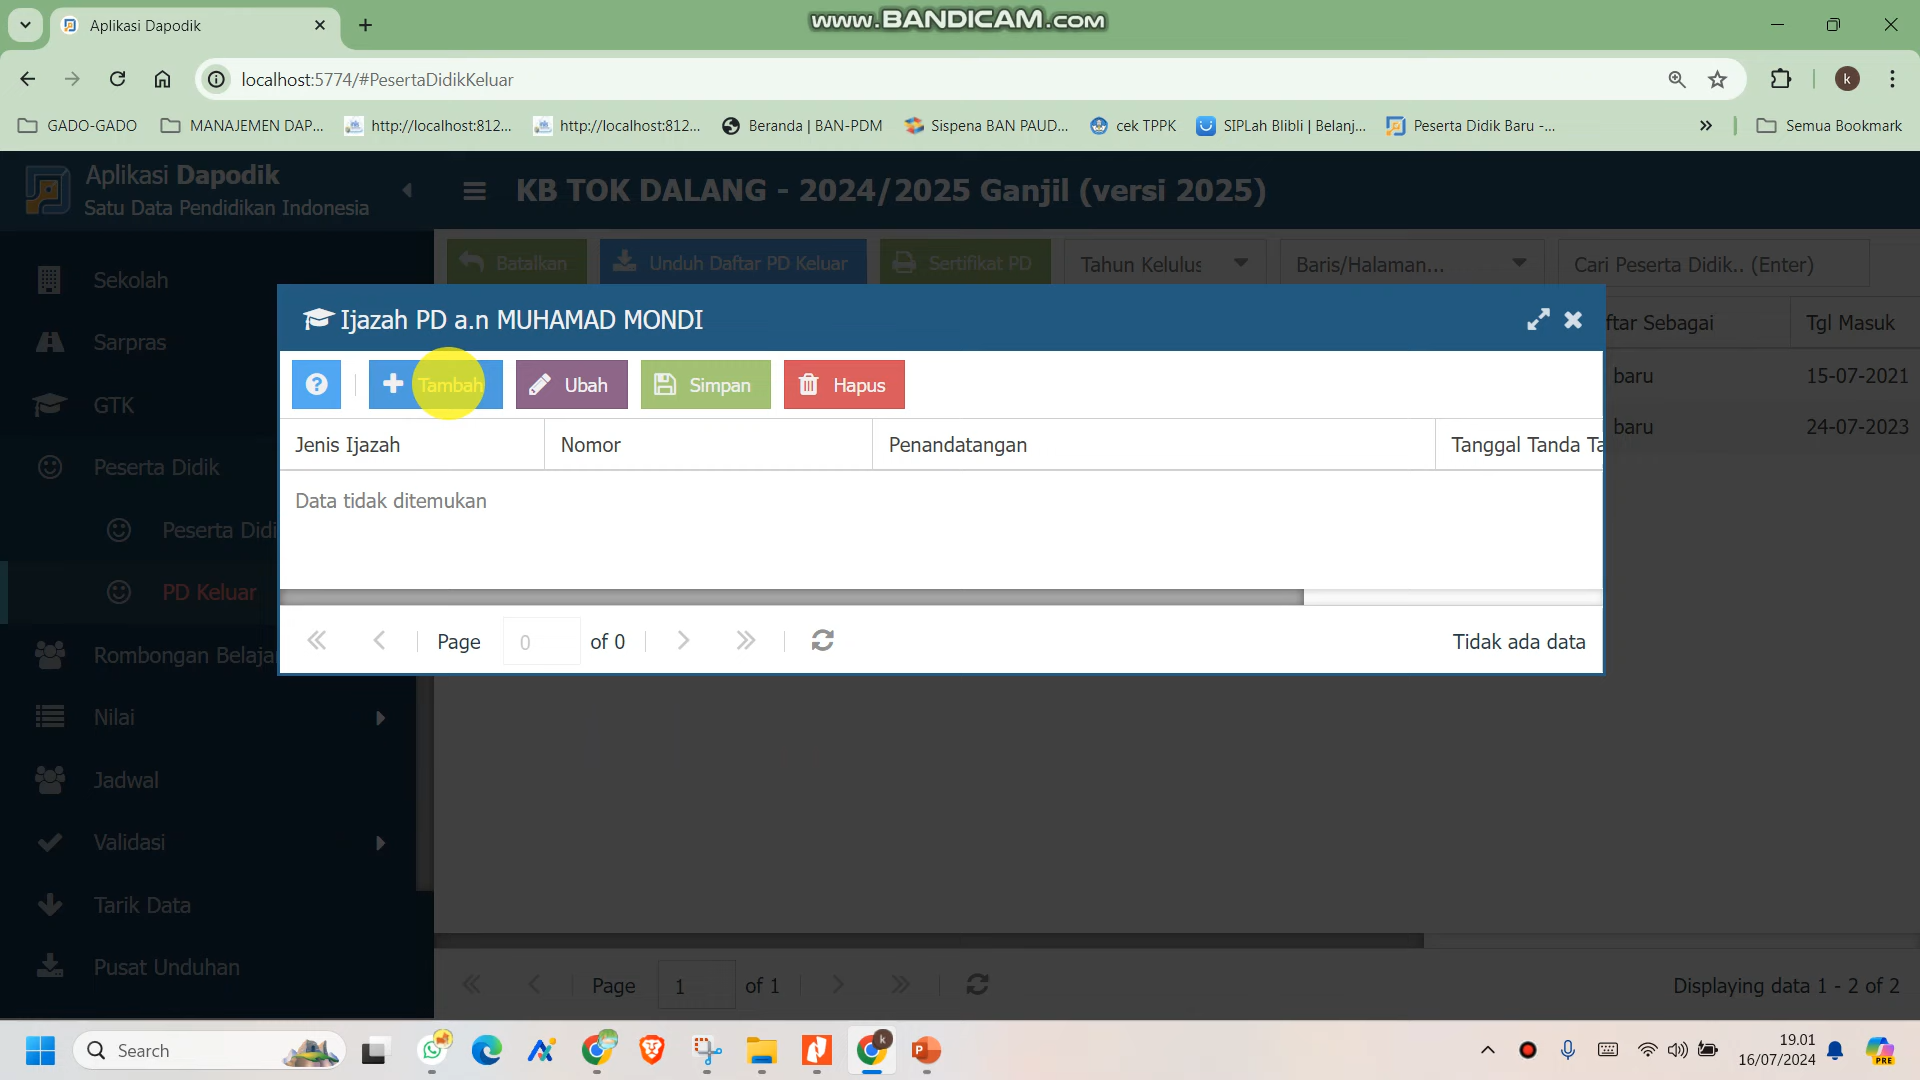 Aplikasi Dapodik
www.BANDICAM.com
localhost:5774/#PesertaDidikKeluar
k
GADO-GADO
MANAJEMEN DAP...
http://localhost:812...
http://localhost:812...
Beranda | BAN-PDM
Sispena BAN PAUD...
cek TPPK
SIPLah Blibli | Belanj...
Peserta Didik Baru -...
Semua Bookmark
Aplikasi Dapodik
Satu Data Pendidikan Indonesia
KB TOK DALANG - 2024/2025 Ganjil (versi 2025)
Batalkan
Unduh Daftar PD Keluar
Sertifikat PD
Tahun Kelulus
Baris/Halaman...
Cari Peserta Didik.. (Enter)
Sekolah
Sarpras
GTK
Peserta Didik
Peserta Didi
PD Keluar
Rombongan Belajar
Nilai
Jadwal
Validasi
Tarik Data
Pusat Unduhan
Ijazah PD a.n MUHAMAD MONDI
Tambah
Ubah
Simpan
Hapus
Jenis Ijazah
Nomor
Penandatangan
Tanggal Tanda Ta
Data tidak ditemukan
Page 0 of 0
Tidak ada data
ftar Sebagai
Tgl Masuk
baru
15-07-2021
baru
24-07-2023
Page 1 of 1
Displaying data 1 - 2 of 2
Search
k
PRE
19.01
16/07/2024